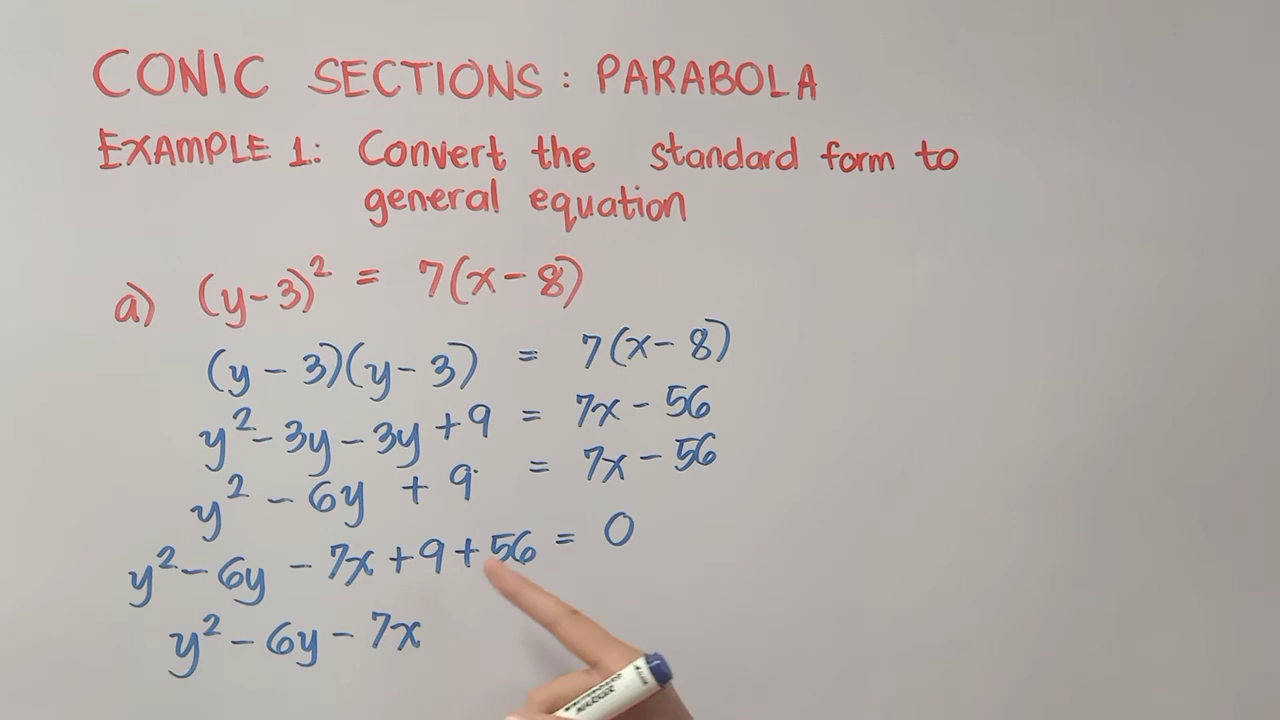 CONIC SECTIONS: PARABOLA
EXAMPLE 1: Convert the standard form to
general equation
a) (y-3)² = 7(x-8)
(y-3)(y-3) = 7(x-8)
y²-3y-3y+9 = 7x-56
y²-6y+9 = 7x-56
y²-6y-7x+9+56=0
y²-6y-7x